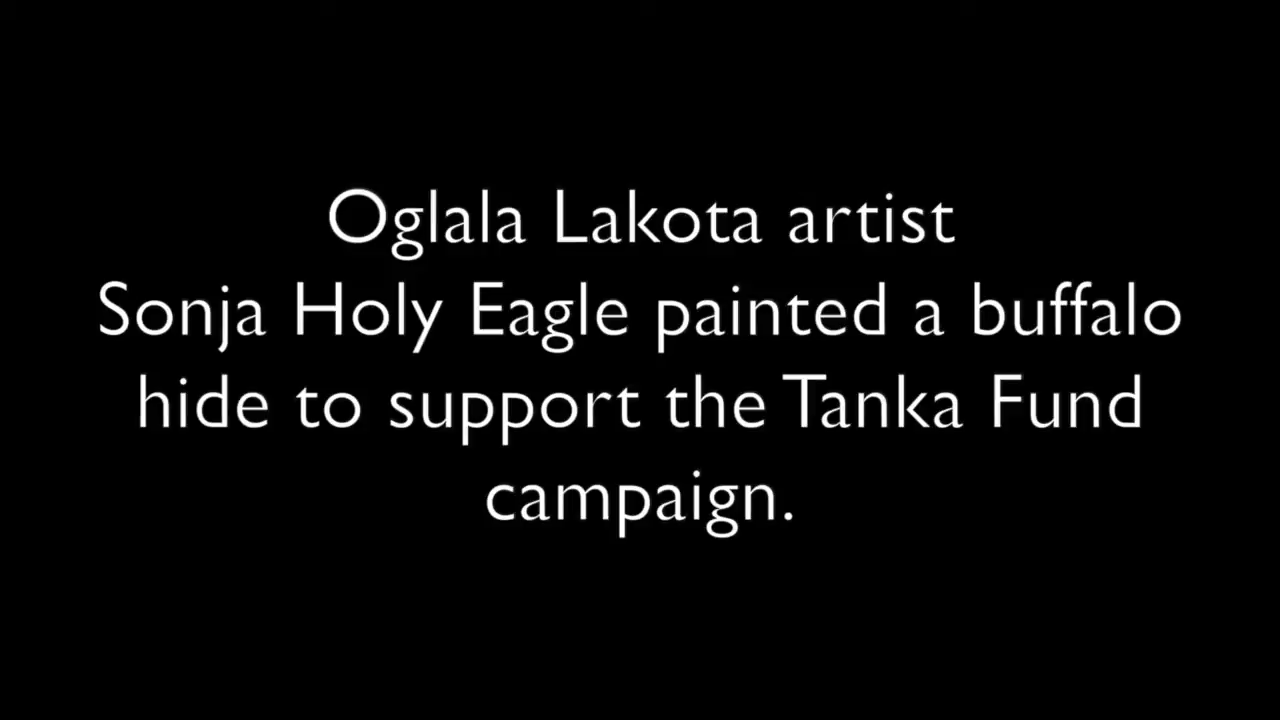 Oglala Lakota artist
Sonja Holy Eagle painted a buffalo
hide to support the Tanka Fund
campaign.